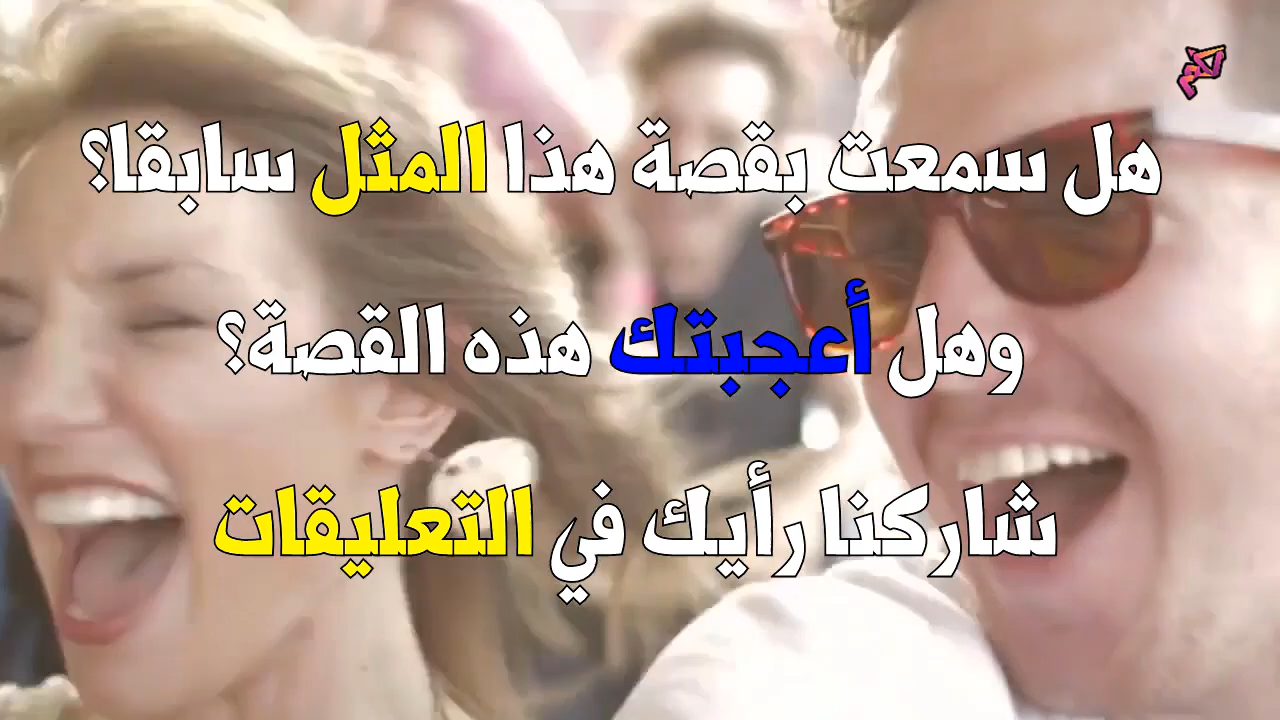 هل سمعت بقصة هذا المثل سابقا؟
وهل أعجبتك هذه القصة؟
شاركنا رأيك في التعليقات